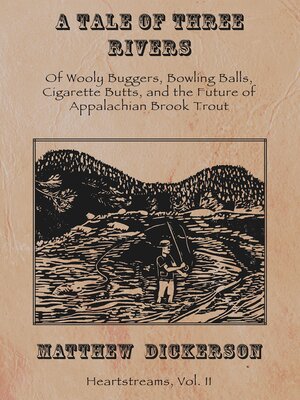 A TALE OF THREE
RIVERS
Of Wooly Buggers, Bowling Balls,
Cigarette Butts, and the Future of
Appalachian Brook Trout
MATTHEW DICKERSON
Heartstreams, Vol. II